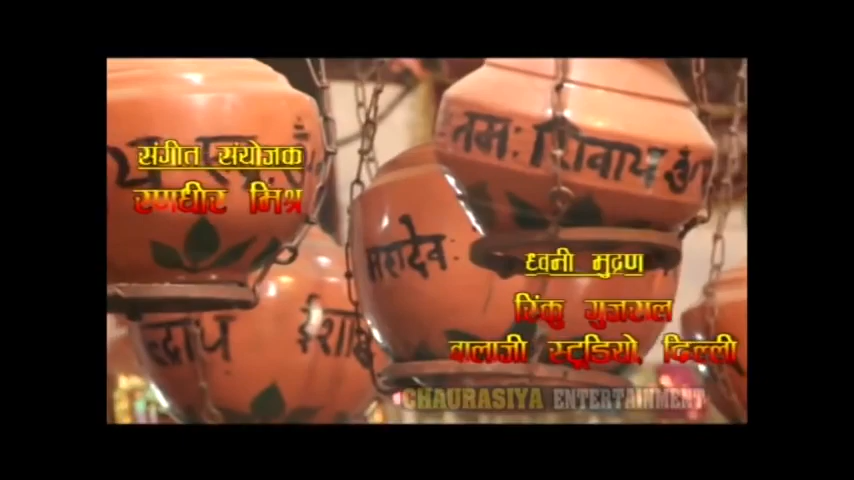 संगीत संयोजक
रणधीर मिश्र
ध्वनी मुद्रण
रिंकु गुजराल
बालाजी स्टूडियो, दिल्ली
नमः शिवाय ॐ
महादेव
CHAURASIYA ENTERTAINMENT